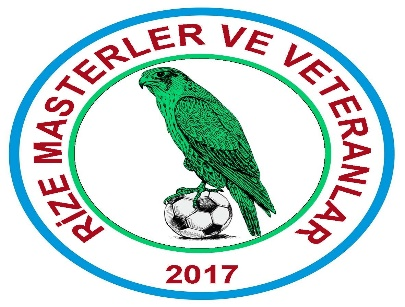 RİZE MASTERLER VE VETERANLAR
2017